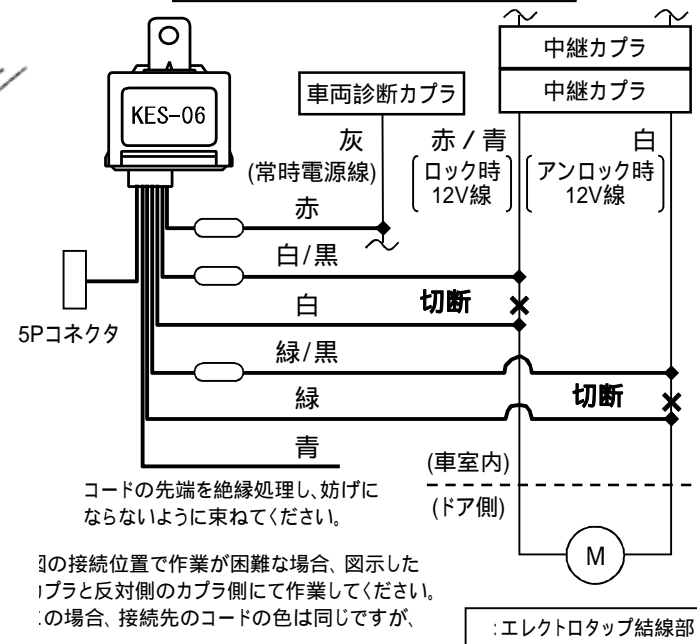 中継カプラ
中継カプラ
KES-06
車両診断カプラ
灰
(常時電源線)
赤 / 青
ロック時
12V線
白
アンロック時
12V線
赤
白/黒
切断
白
5Pコネクタ
緑/黒
緑
切断
青
(車室内)
(ドア側)
コードの先端を絶縁処理し、妨げに
ならないように束ねてください。
M
の接続位置で作業が困難な場合、図示した
カプラと反対側のカプラ側にて作業してください。
の場合、接続先のコードの色は同じですが、
:エレクトロタップ結線部